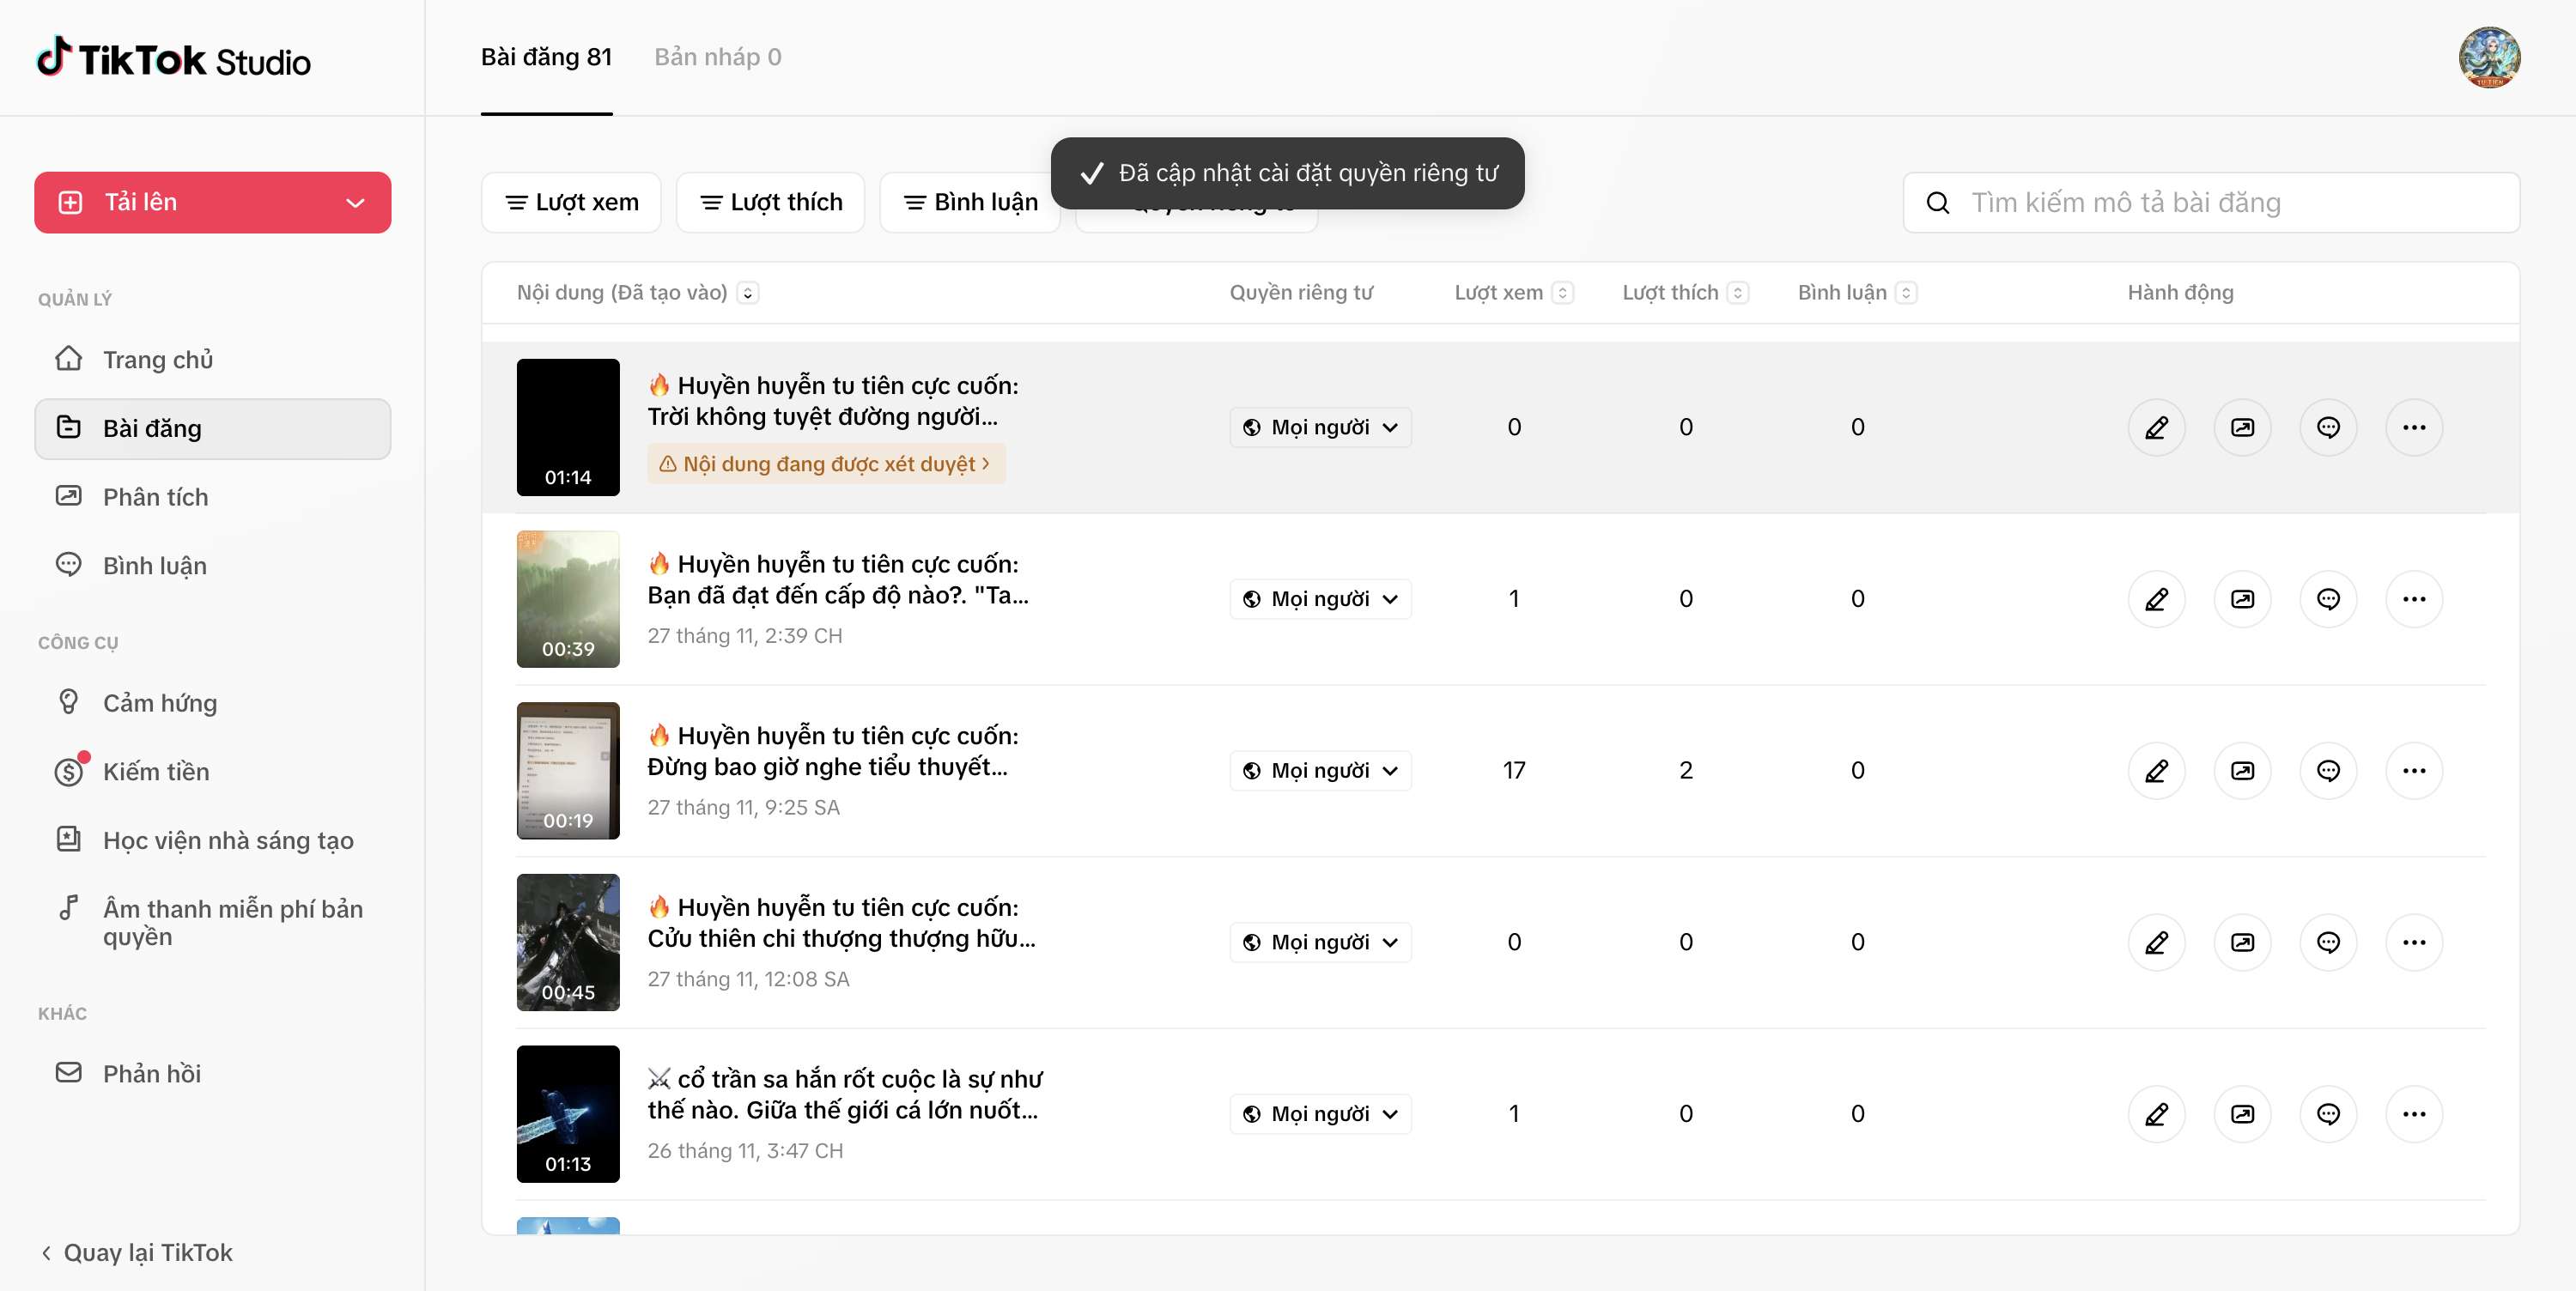 TikTok Studio
Bài đăng 81
Bản nháp 0
Đã cập nhật cài đặt quyền riêng tư
Tải lên
Lượt xem
Lượt thích
Bình luận
Tìm kiếm mô tả bài đăng
QUẢN LÝ
Trang chủ
Bài đăng
Phân tích
Bình luận
CÔNG CỤ
Cảm hứng
Kiếm tiền
Học viện nhà sáng tạo
Âm thanh miễn phí bản
quyền
KHÁC
Phản hồi
Quay lại TikTok
Nội dung (Đã tạo vào)
Quyền riêng tư
Lượt xem
Lượt thích
Bình luận
Hành động
01:14
🔥 Huyền huyễn tu tiên cực cuốn:
Trời không tuyệt đường người...
Nội dung đang được xét duyệt
Mọi người
0
0
0
00:39
🔥 Huyền huyễn tu tiên cực cuốn:
Bạn đã đạt đến cấp độ nào?. "Ta...
27 tháng 11, 2:39 CH
Mọi người
1
0
0
00:19
🔥 Huyền huyễn tu tiên cực cuốn:
Đừng bao giờ nghe tiểu thuyết...
27 tháng 11, 9:25 SA
Mọi người
17
2
0
00:45
🔥 Huyền huyễn tu tiên cực cuốn:
Cửu thiên chi thượng thượng hữu...
27 tháng 11, 12:08 SA
Mọi người
0
0
0
01:13
⚔ cổ trần sa hắn rốt cuộc là sự như
thế nào. Giữa thế giới cá lớn nuốt...
26 tháng 11, 3:47 CH
Mọi người
1
0
0